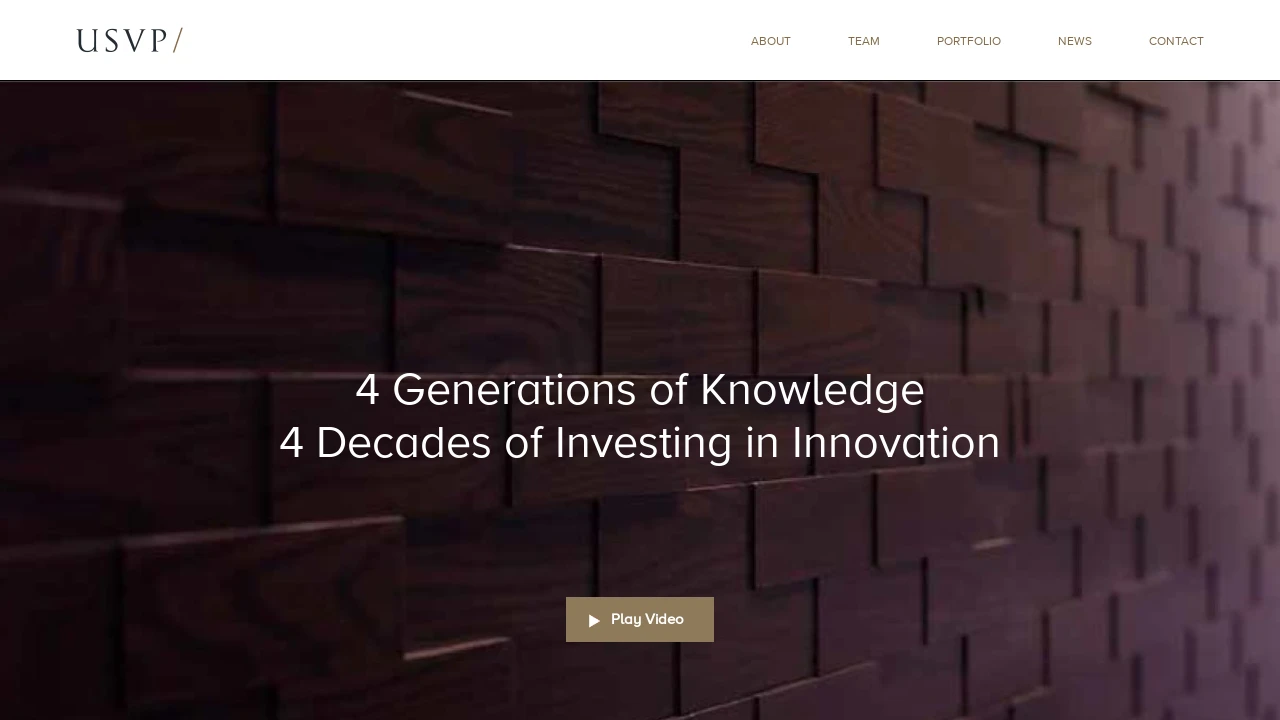 USVP/
ABOUT TEAM PORTFOLIO NEWS CONTACT
4 Generations of Knowledge
4 Decades of Investing in Innovation
Play Video